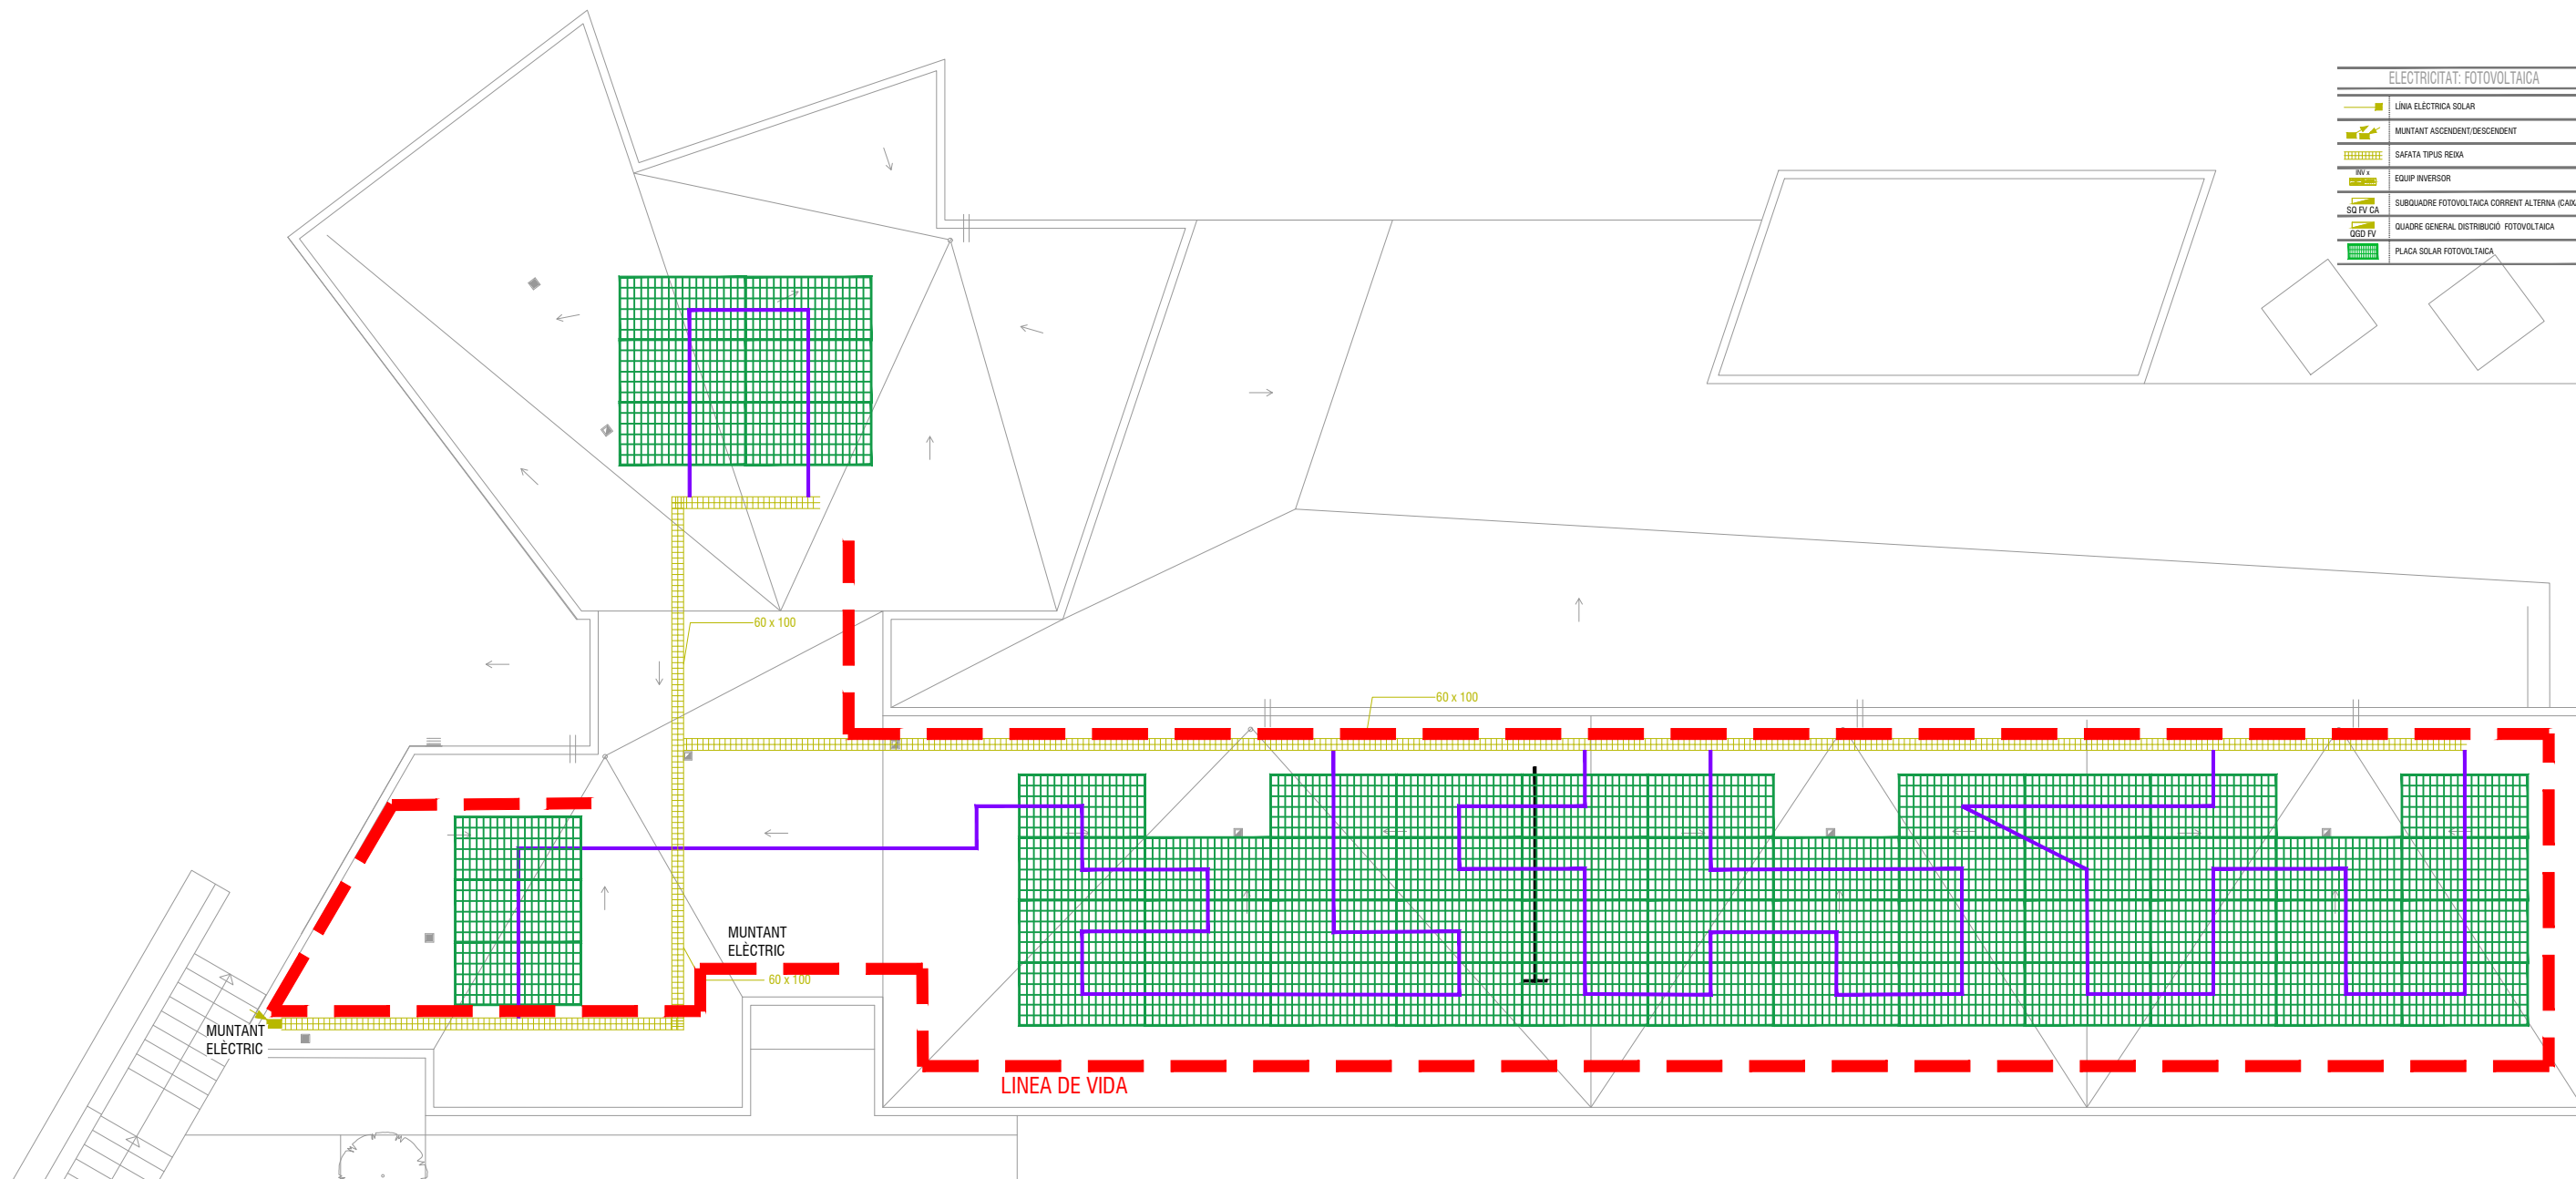 ELECTRICITAT: FOTOVOLTAICA
LÍNIA ELÈCTRICA SOLAR
MUNTANT ASCENDENT/DESCENDENT
SAFATA TIPUS REIXA
INV x
EQUIP INVERSOR
SQ FV CA
SUBQUADRE FOTOVOLTAICA CORRENT ALTERNA (CAIXA
QGD FV
QUADRE GENERAL DISTRIBUCIÓ FOTOVOLTAICA
PLACA SOLAR FOTOVOLTAICA
60 x 100
60 x 100
MUNTANT
ELÈCTRIC
60 x 100
MUNTANT
ELÈCTRIC
LINEA DE VIDA